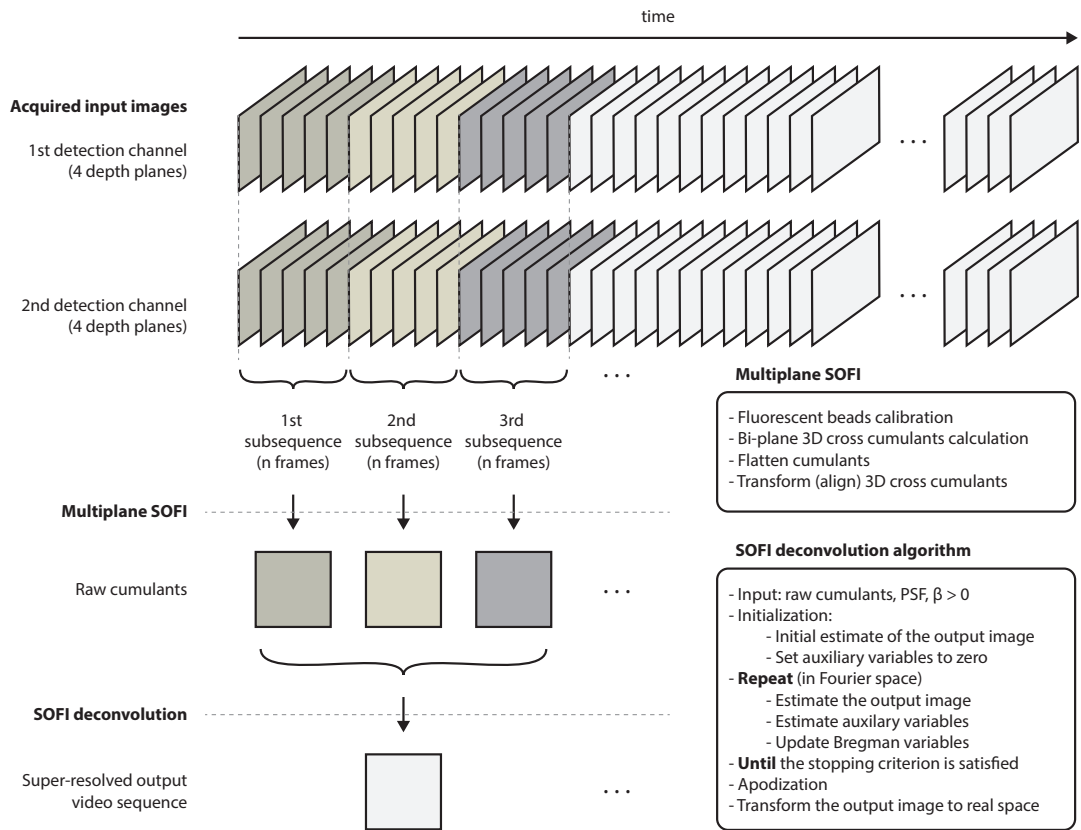 time
Acquired input images
1st detection channel
(4 depth planes)
. . .
2nd detection channel
(4 depth planes)
. . .
. . .
1st
subsequence
(n frames)
2nd
subsequence
(n frames)
3rd
subsequence
(n frames)
Multiplane SOFI
Raw cumulants
. . .
SOFI deconvolution
Super-resolved output
video sequence
. . .
Multiplane SOFI
- Fluorescent beads calibration
- Bi-plane 3D cross cumulants calculation
- Flatten cumulants
- Transform (align) 3D cross cumulants
SOFI deconvolution algorithm
- Input: raw cumulants, PSF, β > 0
- Initialization:
- Initial estimate of the output image
- Set auxiliary variables to zero
- Repeat (in Fourier space)
- Estimate the output image
- Estimate auxilary variables
- Update Bregman variables
- Until the stopping criterion is satisfied
- Apodization
- Transform the output image to real space